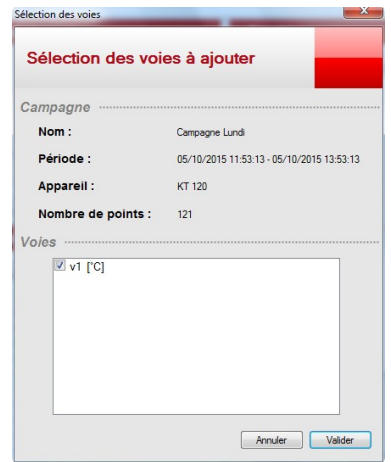 Sélection des voies
Sélection des voies à ajouter
Campagne
Nom : Campagne Lundi
Période : 05/10/2015 11:53:13 - 05/10/2015 13:53:13
Appareil : KT 120
Nombre de points : 121
Voies
v1 [°C]
Annuler Valider